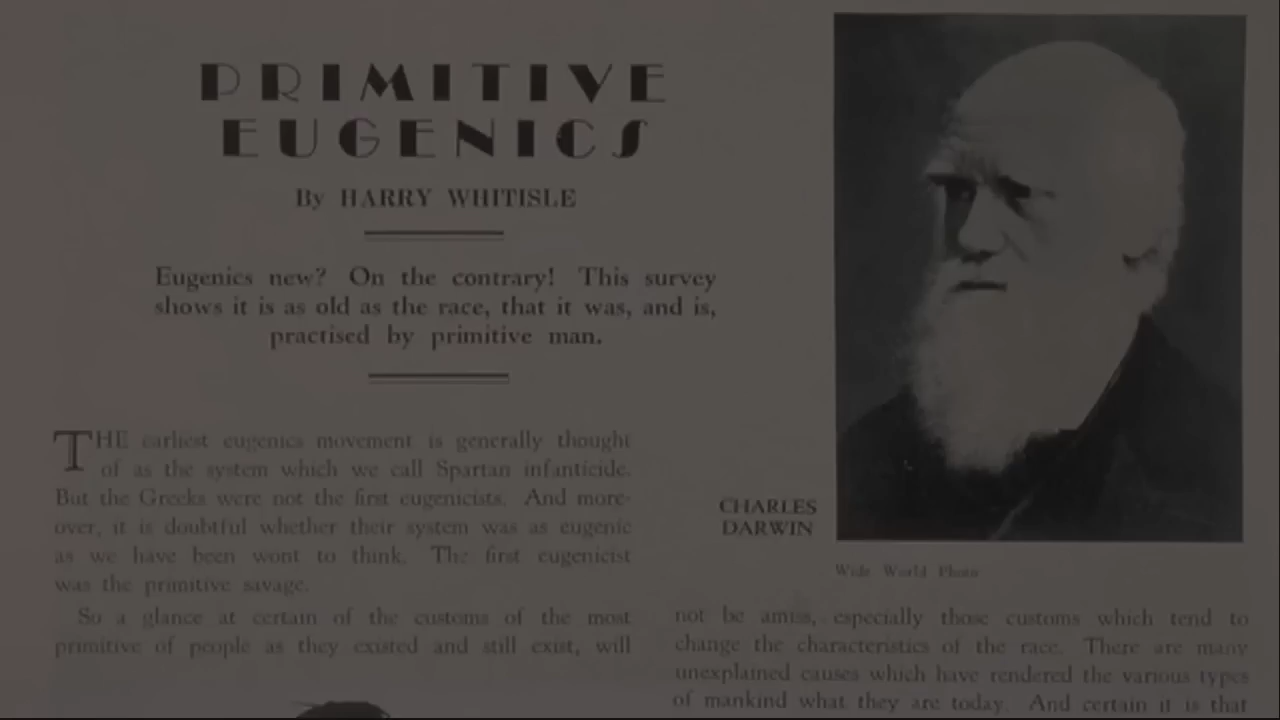 PRIMITIVE
EUGENICS
By HARRY WHITISLE
Eugenics new? On the contrary! This survey
shows it is as old as the race, that it was, and is,
practised by primitive man.
THE earliest eugenics movement is generally thought
of as the system which we call Spartan infanticide.
But the Greeks were not the first eugenicists. And more-
over, it is doubtful whether their system was as eugenic
as we have been wont to think. The first eugenicist
was the primitive savage.
So a glance at certain of the customs of the most
primitive of people as they existed and still exist, will
CHARLES
DARWIN
Wide World Photo
not be amiss, especially those customs which tend to
change the characteristics of the race. There are many
unexplained causes which have rendered the various types
of mankind what they are today. And certain it is that